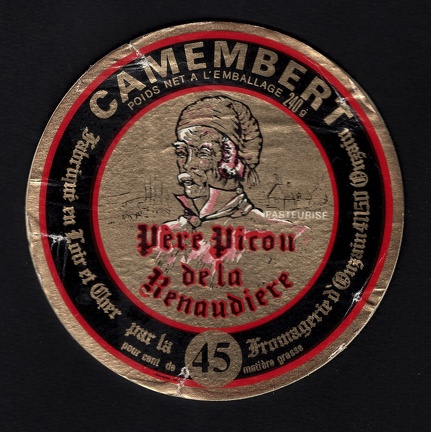 CAMEMBERT
POIDS NET A L'EMBALLAGE 240 g
PASTEURISÉ
Père Picou
de la
Renaudière
Fabriqué en Loir et Cher par la Fromagerie d'Onzain 41150 Onzain
pour cent de 45 matière grasse